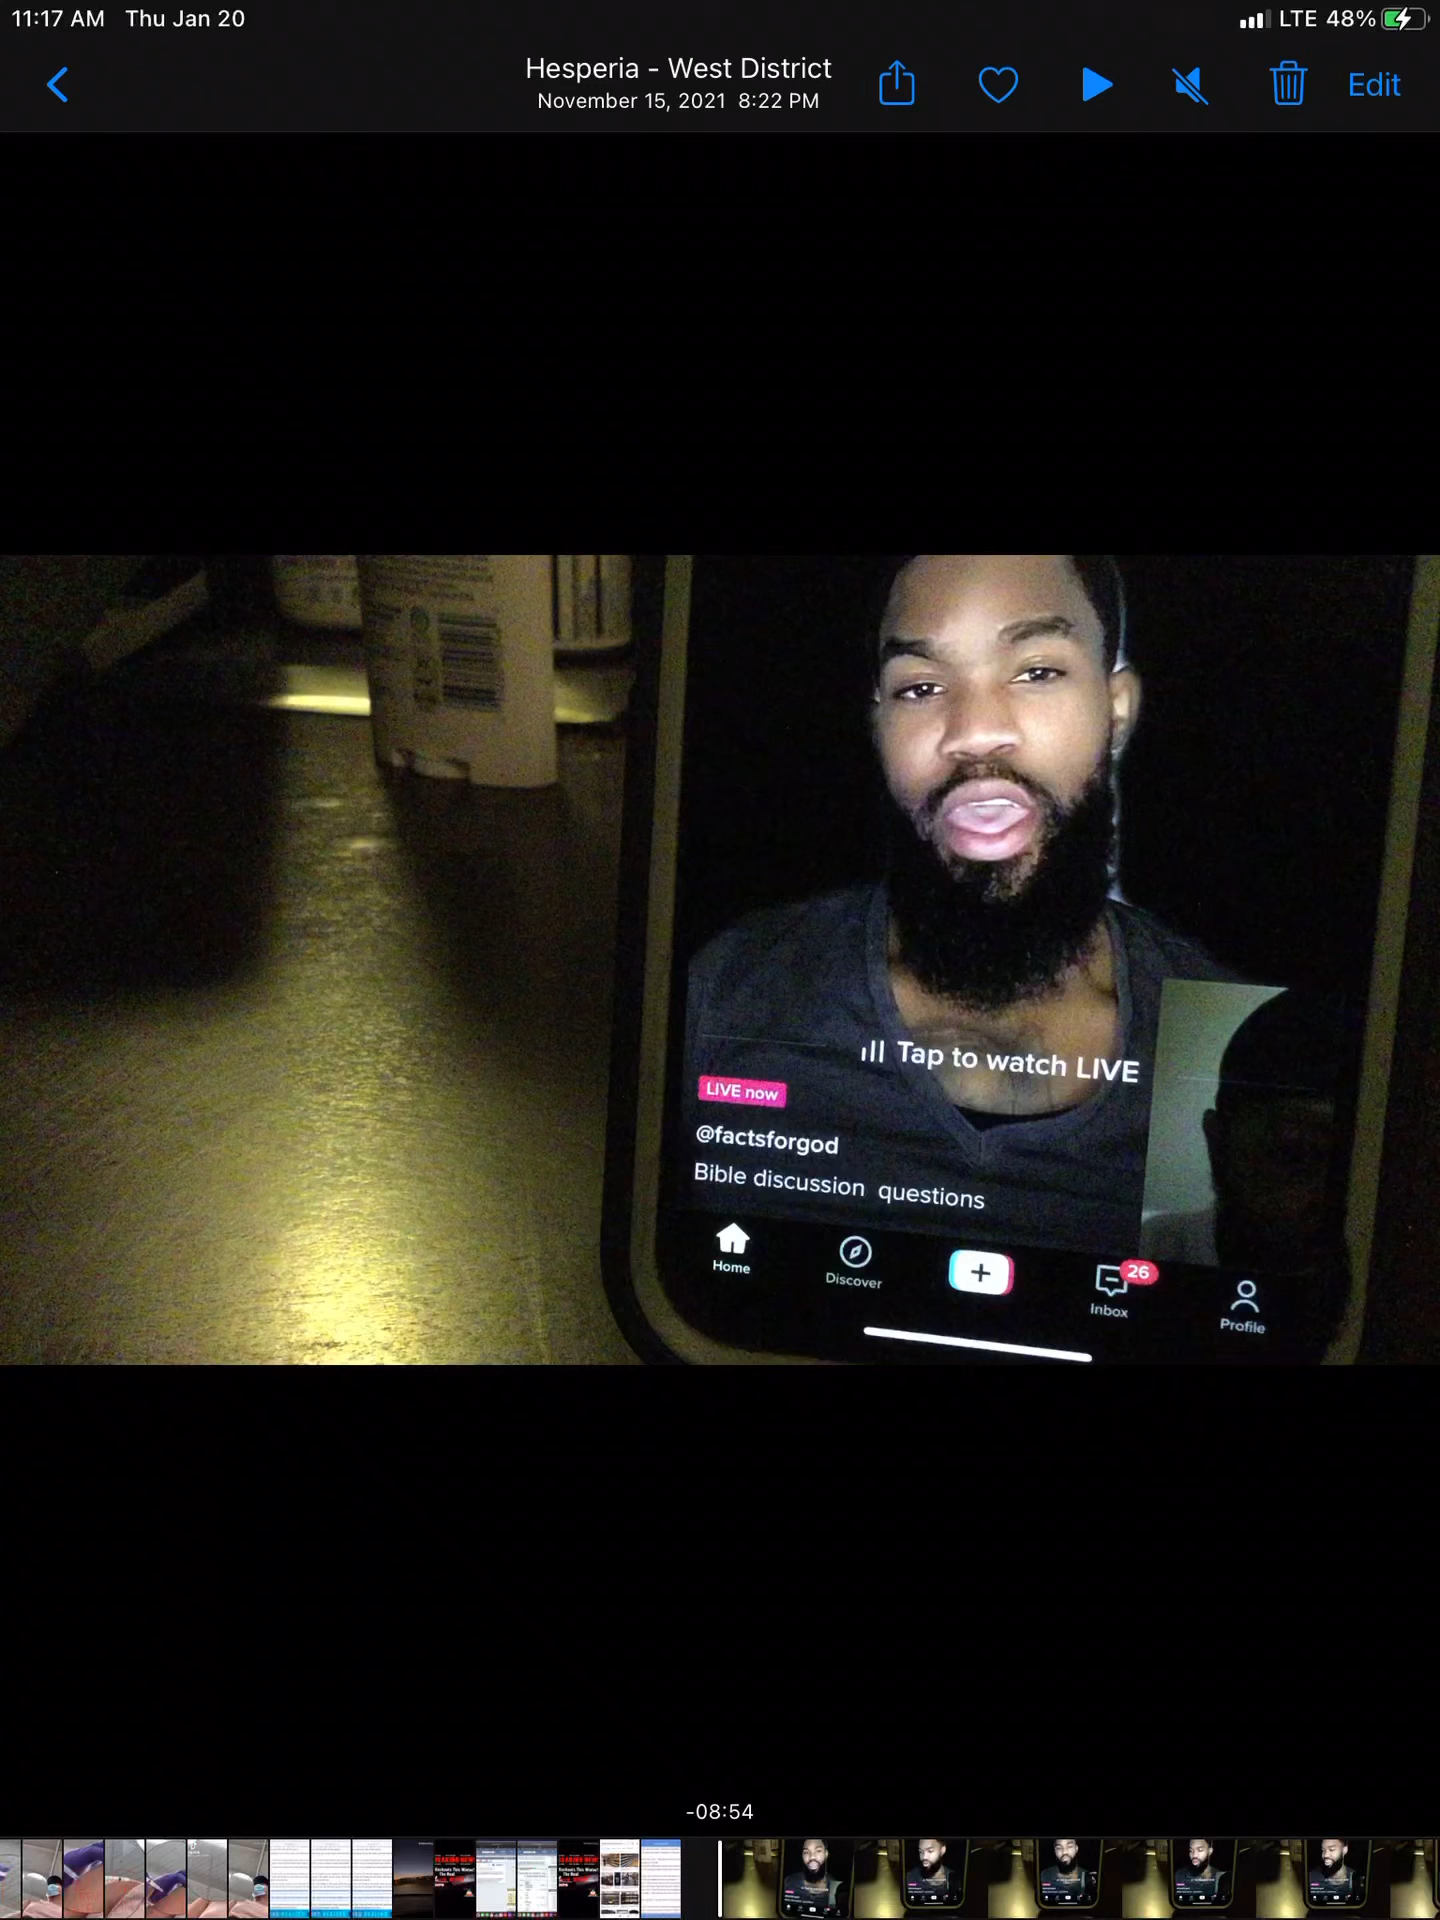 11:17 AM Thu Jan 20
LTE 48%
Hesperia - West District
November 15, 2021 8:22 PM
Edit
Tap to watch LIVE
LIVE now
@factsforgod
Bible discussion questions
Home
Discover
26
Inbox
Profile
-08:54